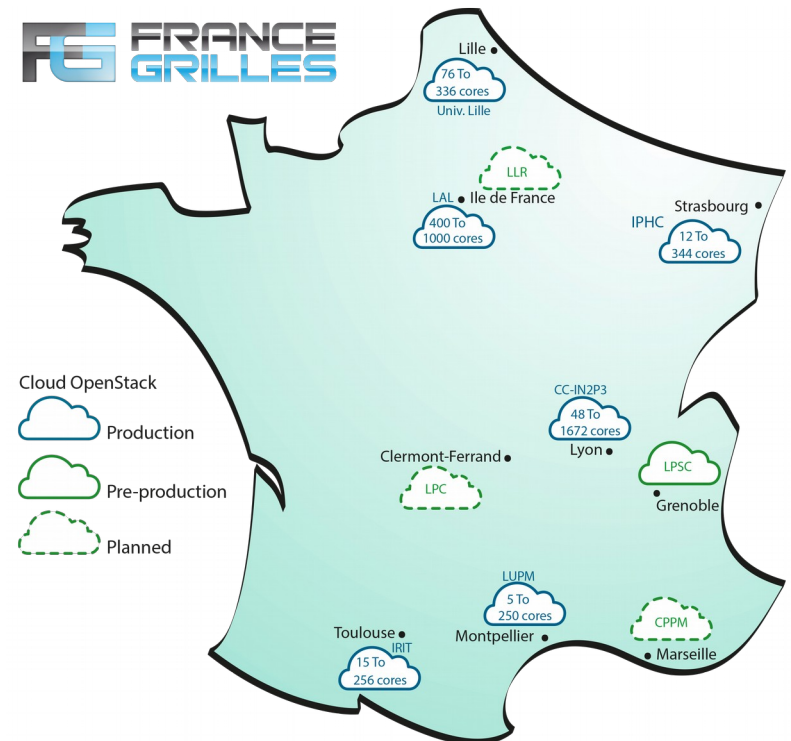 FG FRANCE
GRILLES
Lille
76 To
336 cores
Univ. Lille
LLR
LAL
Ile de France
400 To
1000 cores
Strasbourg
IPHC
12 To
344 cores
Cloud OpenStack
Production
Pre-production
Planned
CC-IN2P3
48 To
1672 cores
Lyon
Clermont-Ferrand
LPC
LPSC
Grenoble
LUPM
5 To
250 cores
Montpellier
CPPM
Marseille
Toulouse
IRIT
15 To
256 cores